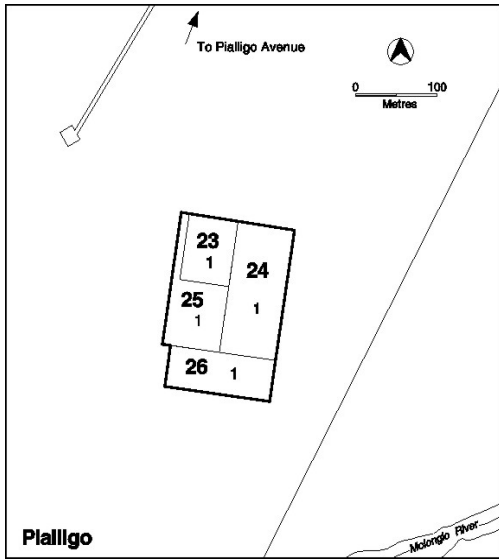 To Pialligo Avenue
0 100
Metres
23
1
24
1
25
1
26 1
Pialligo
Molonglo River